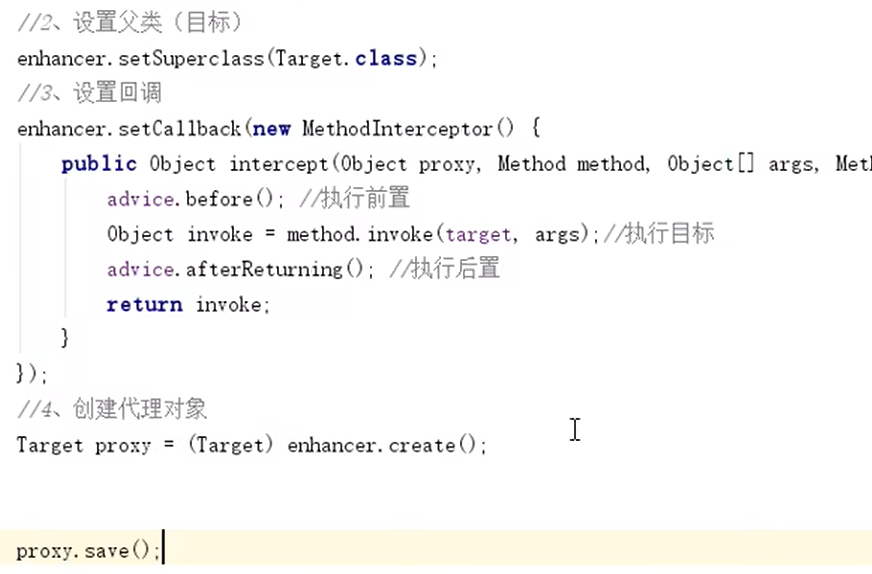 //2、设置父类（目标）
enhancer.setSuperclass(Target.class);
//3、设置回调
enhancer.setCallback(new MethodInterceptor() {
public Object intercept(Object proxy, Method method, Object[] args, Met
advice.before(); //执行前置
Object invoke = method.invoke(target, args);//执行目标
advice.afterReturning(); //执行后置
return invoke;
}
});
//4、创建代理对象
Target proxy = (Target) enhancer.create();
proxy.save();